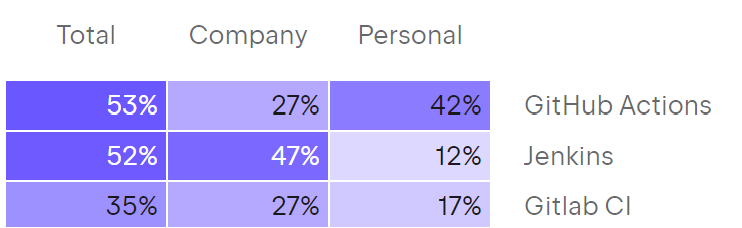 Total Company Personal
53% 27% 42% GitHub Actions
52% 47% 12% Jenkins
35% 27% 17% Gitlab CI